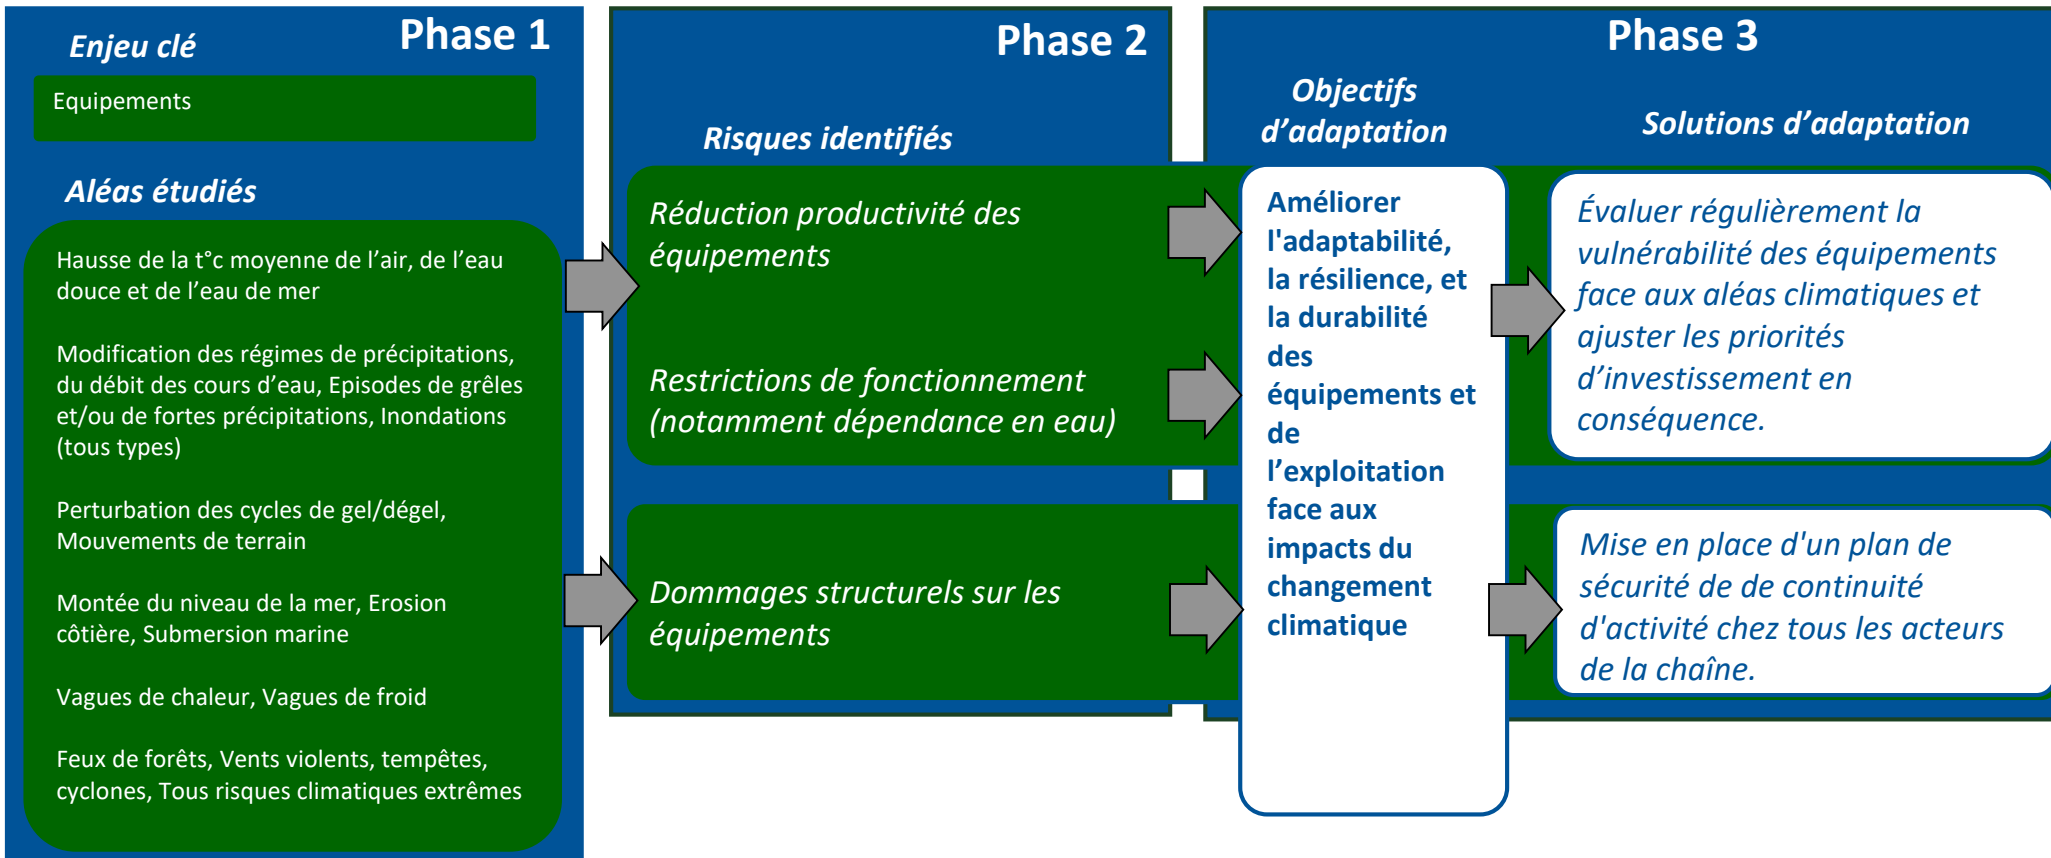 Phase 1
Enjeu clé
Equipements
Aléas étudiés
Hausse de la t°c moyenne de l’air, de l’eau
douce et de l’eau de mer
Modification des régimes de précipitations,
du débit des cours d’eau, Episodes de grêles
et/ou de fortes précipitations, Inondations
(tous types)
Perturbation des cycles de gel/dégel,
Mouvements de terrain
Montée du niveau de la mer, Erosion
côtière, Submersion marine
Vagues de chaleur, Vagues de froid
Feux de forêts, Vents violents, tempêtes,
cyclones, Tous risques climatiques extrêmes
Phase 2
Risques identifiés
Réduction productivité des
équipements
Restrictions de fonctionnement
(notamment dépendance en eau)
Dommages structurels sur les
équipements
Phase 3
Objectifs
d’adaptation
Améliorer
l'adaptabilité,
la résilience, et
la durabilité
des
équipements et
de
l’exploitation
face aux
impacts du
changement
climatique
Solutions d’adaptation
Évaluer régulièrement la
vulnérabilité des équipements
face aux aléas climatiques et
ajuster les priorités
d’investissement en
conséquence.
Mise en place d'un plan de
sécurité de de continuité
d'activité chez tous les acteurs
de la chaîne.